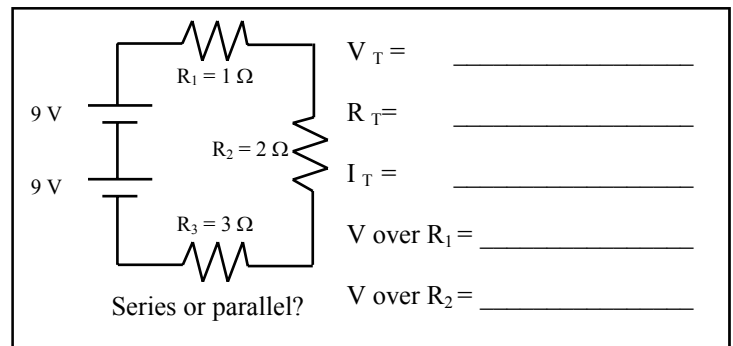 V T =
R₁ = 1 Ω
9 V
R T=
R₂ = 2 Ω
9 V
I T =
R₃ = 3 Ω
V over R₁ =
V over R₂ =
Series or parallel?